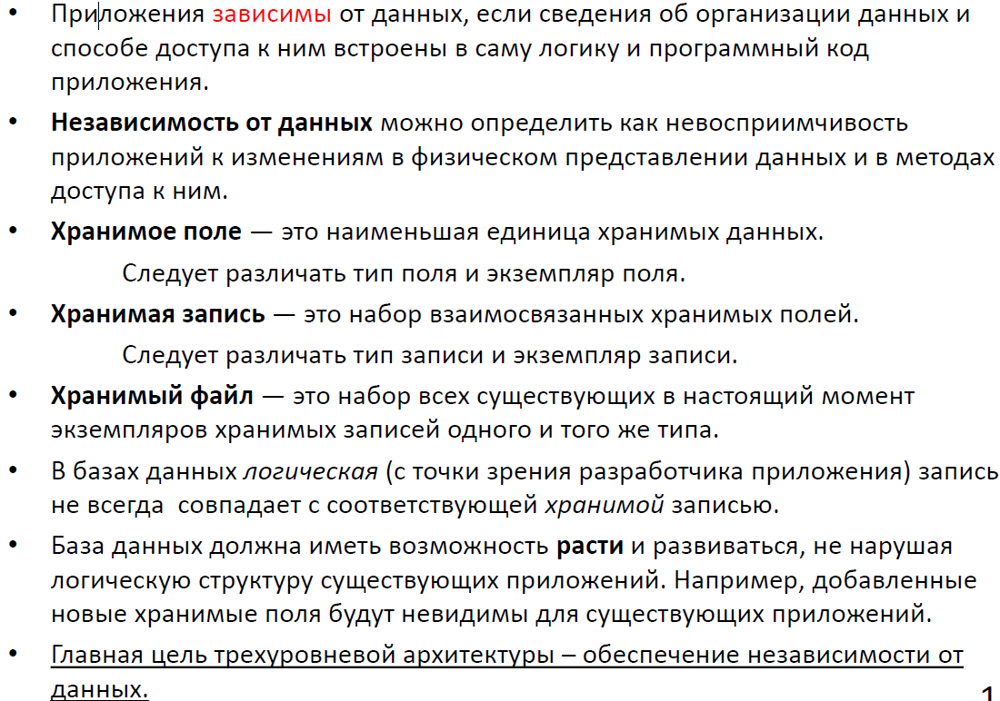 • Приложения зависимы от данных, если сведения об организации данных и
способе доступа к ним встроены в саму логику и программный код
приложения.
• Независимость от данных можно определить как невосприимчивость
приложений к изменениям в физическом представлении данных и в методах
доступа к ним.
• Хранимое поле — это наименьшая единица хранимых данных.
Следует различать тип поля и экземпляр поля.
• Хранимая запись — это набор взаимосвязанных хранимых полей.
Следует различать тип записи и экземпляр записи.
• Хранимый файл — это набор всех существующих в настоящий момент
экземпляров хранимых записей одного и того же типа.
• В базах данных логическая (с точки зрения разработчика приложения) запись
не всегда  совпадает с соответствующей хранимой записью.
• База данных должна иметь возможность расти и развиваться, не нарушая
логическую структуру существующих приложений. Например, добавленные
новые хранимые поля будут невидимы для существующих приложений.
• Главная цель трехуровневой архитектуры – обеспечение независимости от
данных.
1